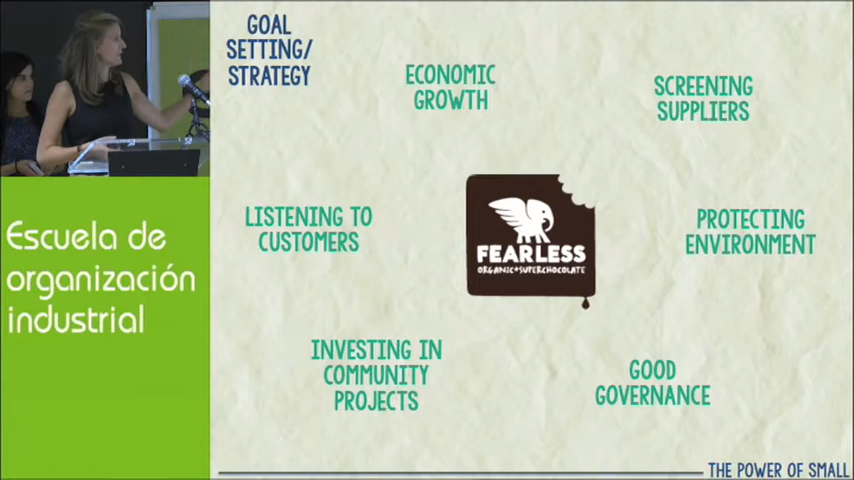 GOAL
SETTING/
STRATEGY
ECONOMIC
GROWTH
SCREENING
SUPPLIERS
LISTENING TO
CUSTOMERS
FEARLESS
ORGANIC+SUPERCHOCOLATE
PROTECTING
ENVIRONMENT
INVESTING IN
COMMUNITY
PROJECTS
GOOD
GOVERNANCE
Escuela de
organización
industrial
THE POWER OF SMALL